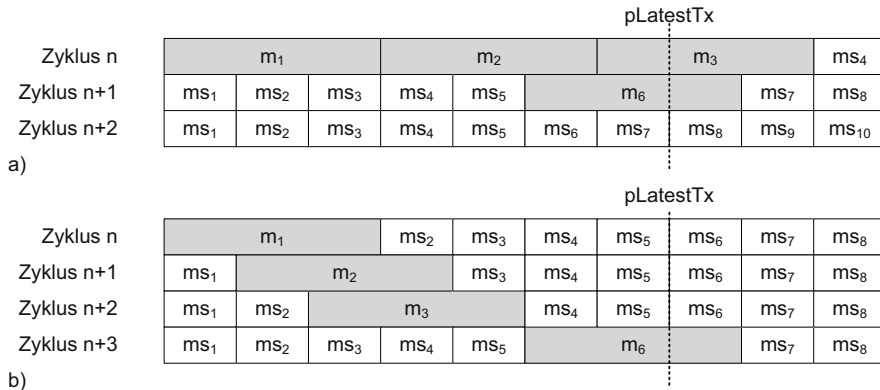 pLatestTx
Zyklus n m₁ m₂ m₃ ms₄
Zyklus n+1 ms₁ ms₂ ms₃ ms₄ ms₅ m₆ ms₇ ms₈
Zyklus n+2 ms₁ ms₂ ms₃ ms₄ ms₅ ms₆ ms₇ ms₈ ms₉ ms₁₀
a)
pLatestTx
Zyklus n m₁ ms₂ ms₃ ms₄ ms₅ ms₆ ms₇ ms₈
Zyklus n+1 ms₁ m₂ ms₃ ms₄ ms₅ ms₆ ms₇ ms₈
Zyklus n+2 ms₁ ms₂ m₃ ms₄ ms₅ ms₆ ms₇ ms₈
Zyklus n+3 ms₁ ms₂ ms₃ ms₄ ms₅ m₆ ms₇ ms₈
b)